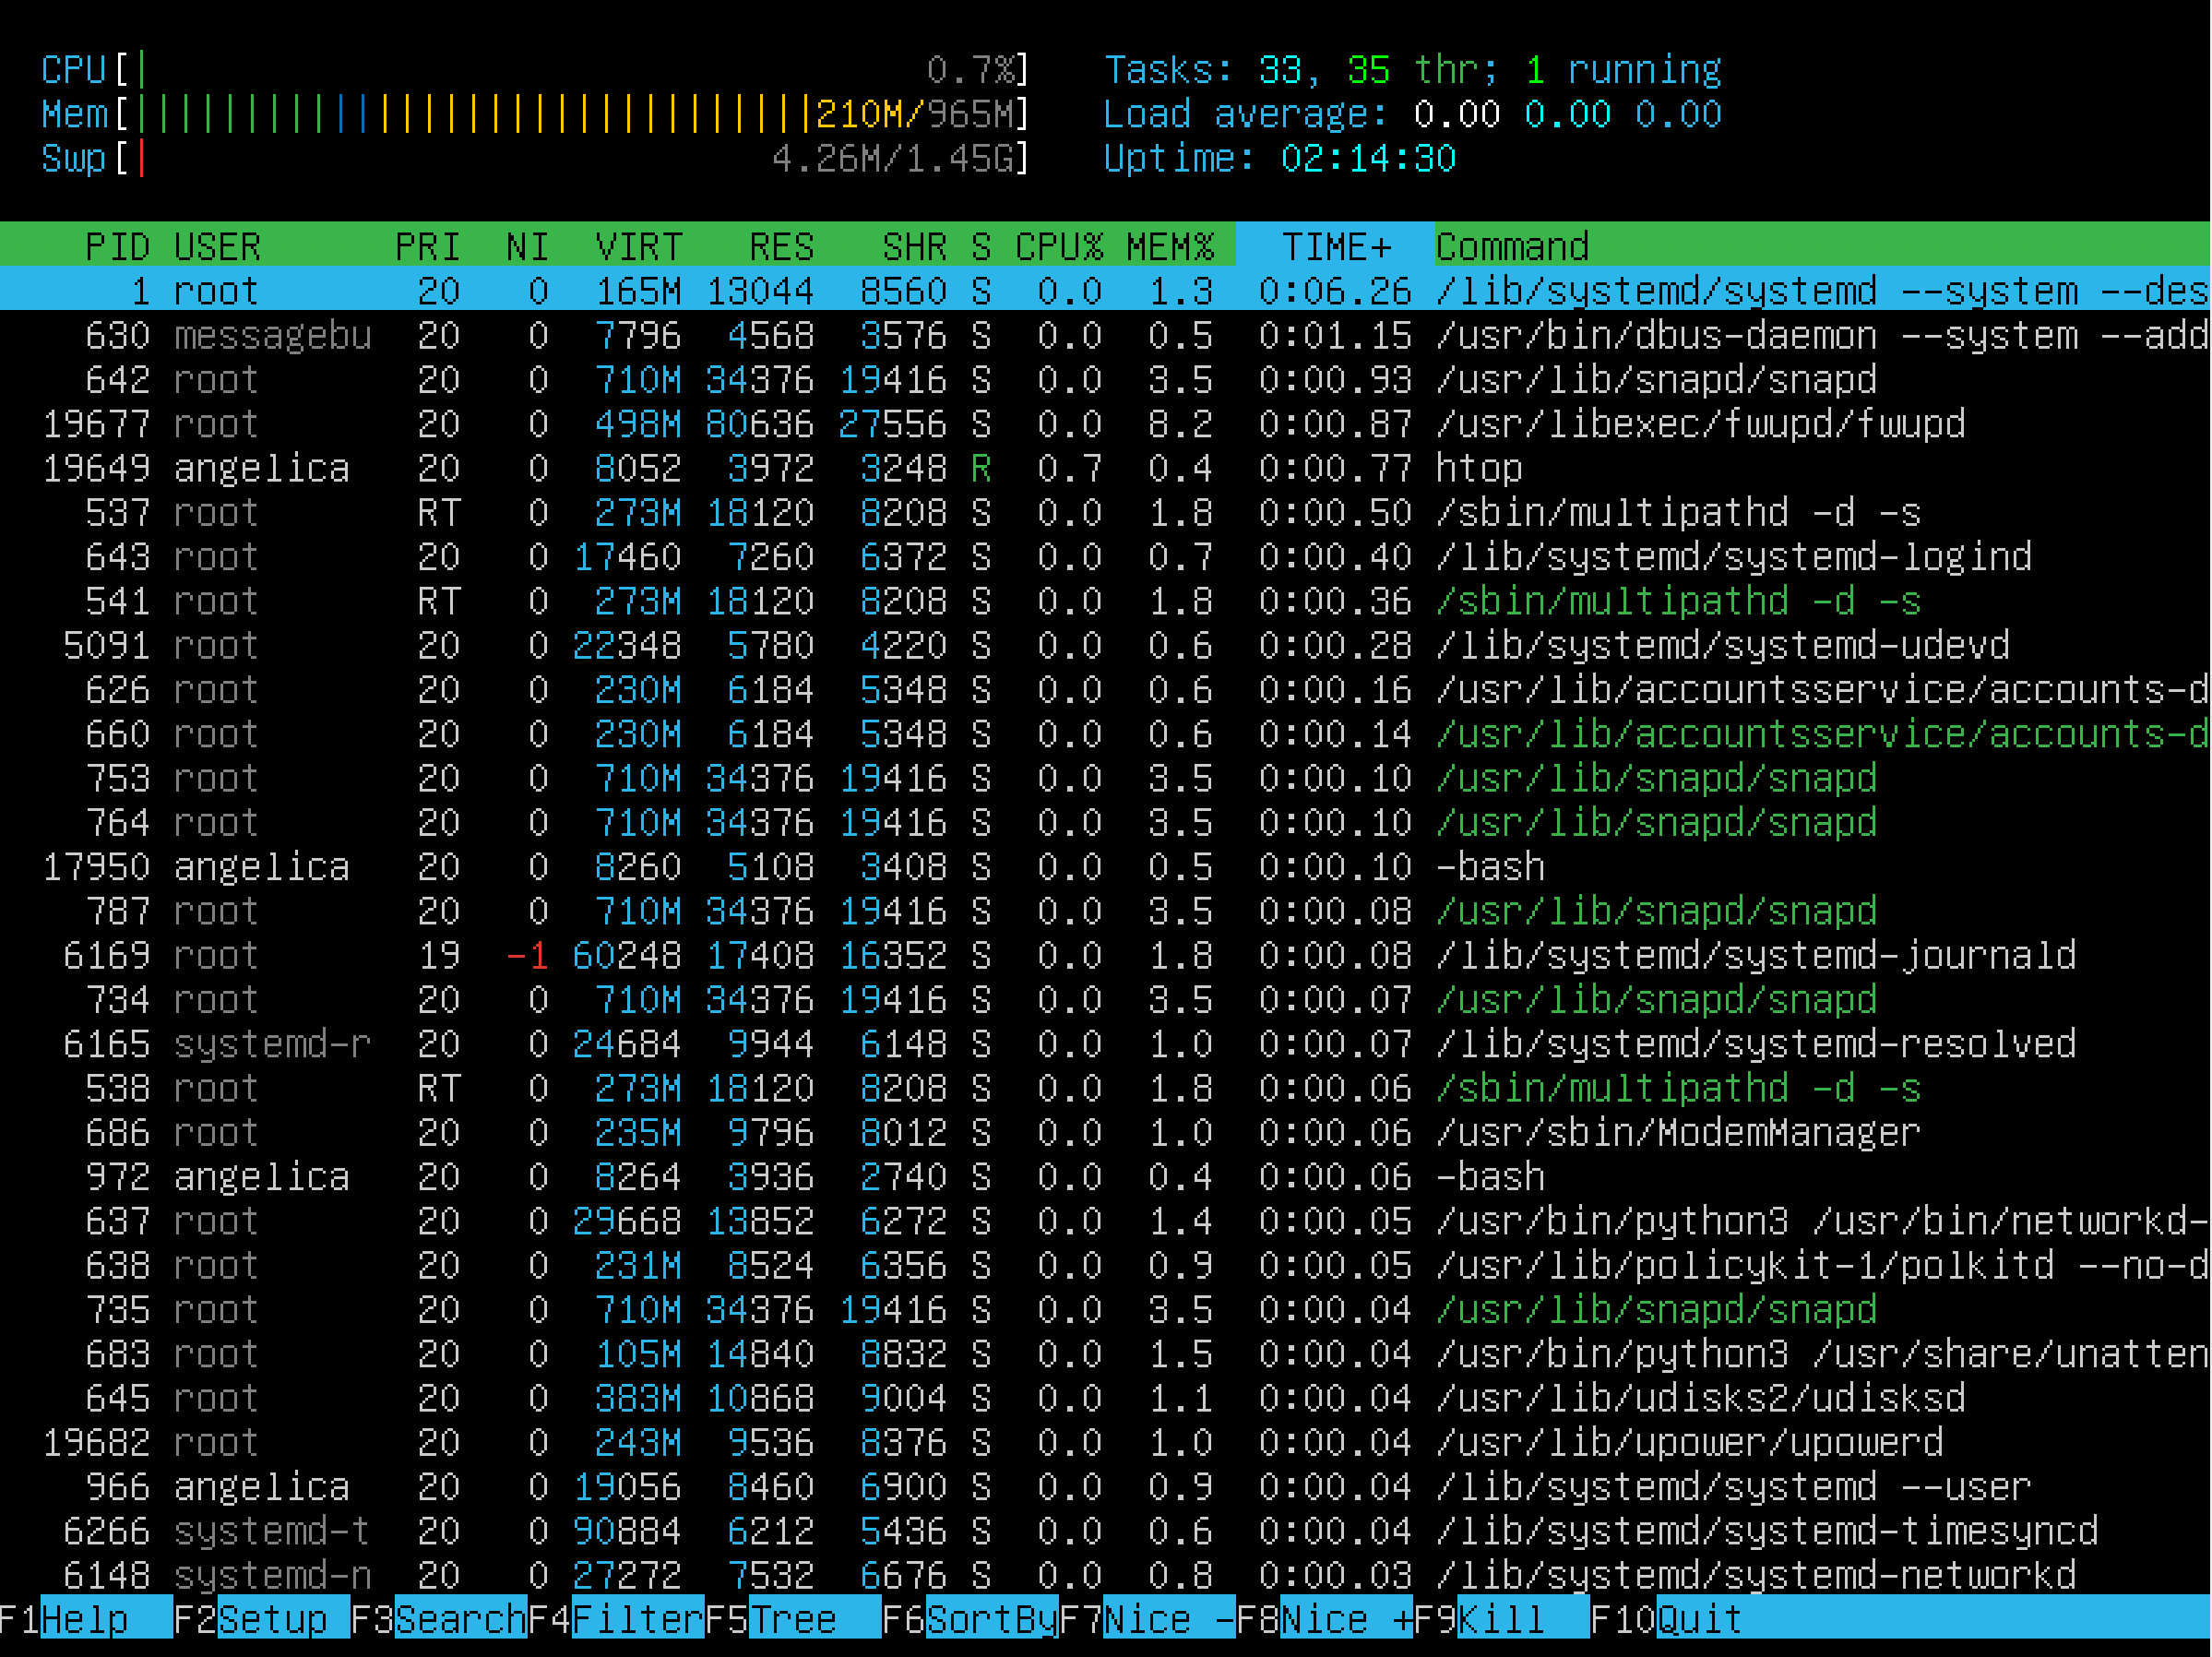 CPU[| 0.7%] Tasks: 33, 35 thr; 1 running
Mem[|||||||||||||||||||||||||||||||210M/965M] Load average: 0.00 0.00 0.00
Swp[| 4.26M/1.45G] Uptime: 02:14:30
PID USER PRI NI VIRT RES SHR S CPU% MEM% TIME+ Command
1 root 20 0 165M 13044 8560 S 0.0 1.3 0:06.26 /lib/systemd/systemd --system --des
630 messagebu 20 0 7796 4568 3576 S 0.0 0.5 0:01.15 /usr/bin/dbus-daemon --system --add
642 root 20 0 710M 34376 19416 S 0.0 3.5 0:00.93 /usr/lib/snapd/snapd
19677 root 20 0 498M 80636 27556 S 0.0 8.2 0:00.87 /usr/libexec/fwupd/fwupd
19649 angelica 20 0 8052 3972 3248 R 0.7 0.4 0:00.77 htop
537 root RT 0 273M 18120 8208 S 0.0 1.8 0:00.50 /sbin/multipathd -d -s
643 root 20 0 17460 7260 6372 S 0.0 0.7 0:00.40 /lib/systemd/systemd-logind
541 root RT 0 273M 18120 8208 S 0.0 1.8 0:00.36 /sbin/multipathd -d -s
5091 root 20 0 22348 5780 4220 S 0.0 0.6 0:00.28 /lib/systemd/systemd-udevd
626 root 20 0 230M 6184 5348 S 0.0 0.6 0:00.16 /usr/lib/accountsservice/accounts-d
660 root 20 0 230M 6184 5348 S 0.0 0.6 0:00.14 /usr/lib/accountsservice/accounts-d
753 root 20 0 710M 34376 19416 S 0.0 3.5 0:00.10 /usr/lib/snapd/snapd
764 root 20 0 710M 34376 19416 S 0.0 3.5 0:00.10 /usr/lib/snapd/snapd
17950 angelica 20 0 8260 5108 3408 S 0.0 0.5 0:00.10 -bash
787 root 20 0 710M 34376 19416 S 0.0 3.5 0:00.08 /usr/lib/snapd/snapd
6169 root 19 -1 60248 17408 16352 S 0.0 1.8 0:00.08 /lib/systemd/systemd-journald
734 root 20 0 710M 34376 19416 S 0.0 3.5 0:00.07 /usr/lib/snapd/snapd
6165 systemd-r 20 0 24684 9944 6148 S 0.0 1.0 0:00.07 /lib/systemd/systemd-resolved
538 root RT 0 273M 18120 8208 S 0.0 1.8 0:00.06 /sbin/multipathd -d -s
686 root 20 0 235M 9796 8012 S 0.0 1.0 0:00.06 /usr/sbin/ModemManager
972 angelica 20 0 8264 3936 2740 S 0.0 0.4 0:00.06 -bash
637 root 20 0 29668 13852 6272 S 0.0 1.4 0:00.05 /usr/bin/python3 /usr/bin/networkd-
638 root 20 0 231M 8524 6356 S 0.0 0.9 0:00.05 /usr/lib/policykit-1/polkitd --no-d
735 root 20 0 710M 34376 19416 S 0.0 3.5 0:00.04 /usr/lib/snapd/snapd
683 root 20 0 105M 14840 8832 S 0.0 1.5 0:00.04 /usr/bin/python3 /usr/share/unatten
645 root 20 0 383M 10868 9004 S 0.0 1.1 0:00.04 /usr/lib/udisks2/udisksd
19682 root 20 0 243M 9536 8376 S 0.0 1.0 0:00.04 /usr/lib/upower/upowerd
966 angelica 20 0 19056 8460 6900 S 0.0 0.9 0:00.04 /lib/systemd/systemd --user
6266 systemd-t 20 0 90884 6212 5436 S 0.0 0.6 0:00.04 /lib/systemd/systemd-timesyncd
6148 systemd-n 20 0 27272 7532 6676 S 0.0 0.8 0:00.03 /lib/systemd/systemd-networkd
F1Help F2Setup F3SearchF4FilterF5Tree F6SortByF7Nice -F8Nice +F9Kill F10Quit